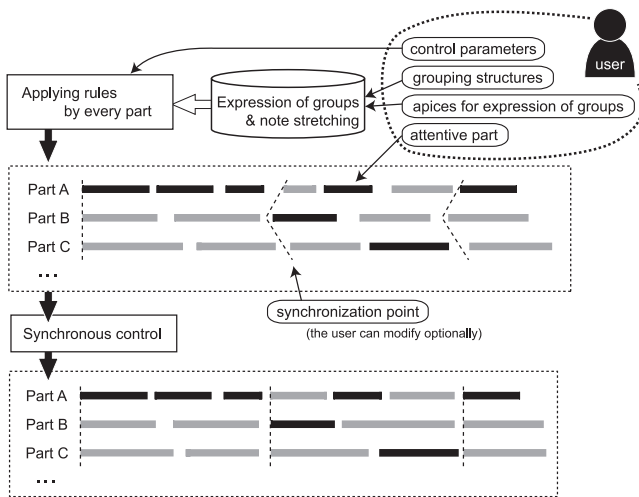 user
control parameters
grouping structures
apices for expression of groups
attentive part
Applying rules
by every part
Expression of groups
& note stretching
Part A
Part B
Part C
...
synchronization point
(the user can modify optionally)
Synchronous control
Part A
Part B
Part C
...